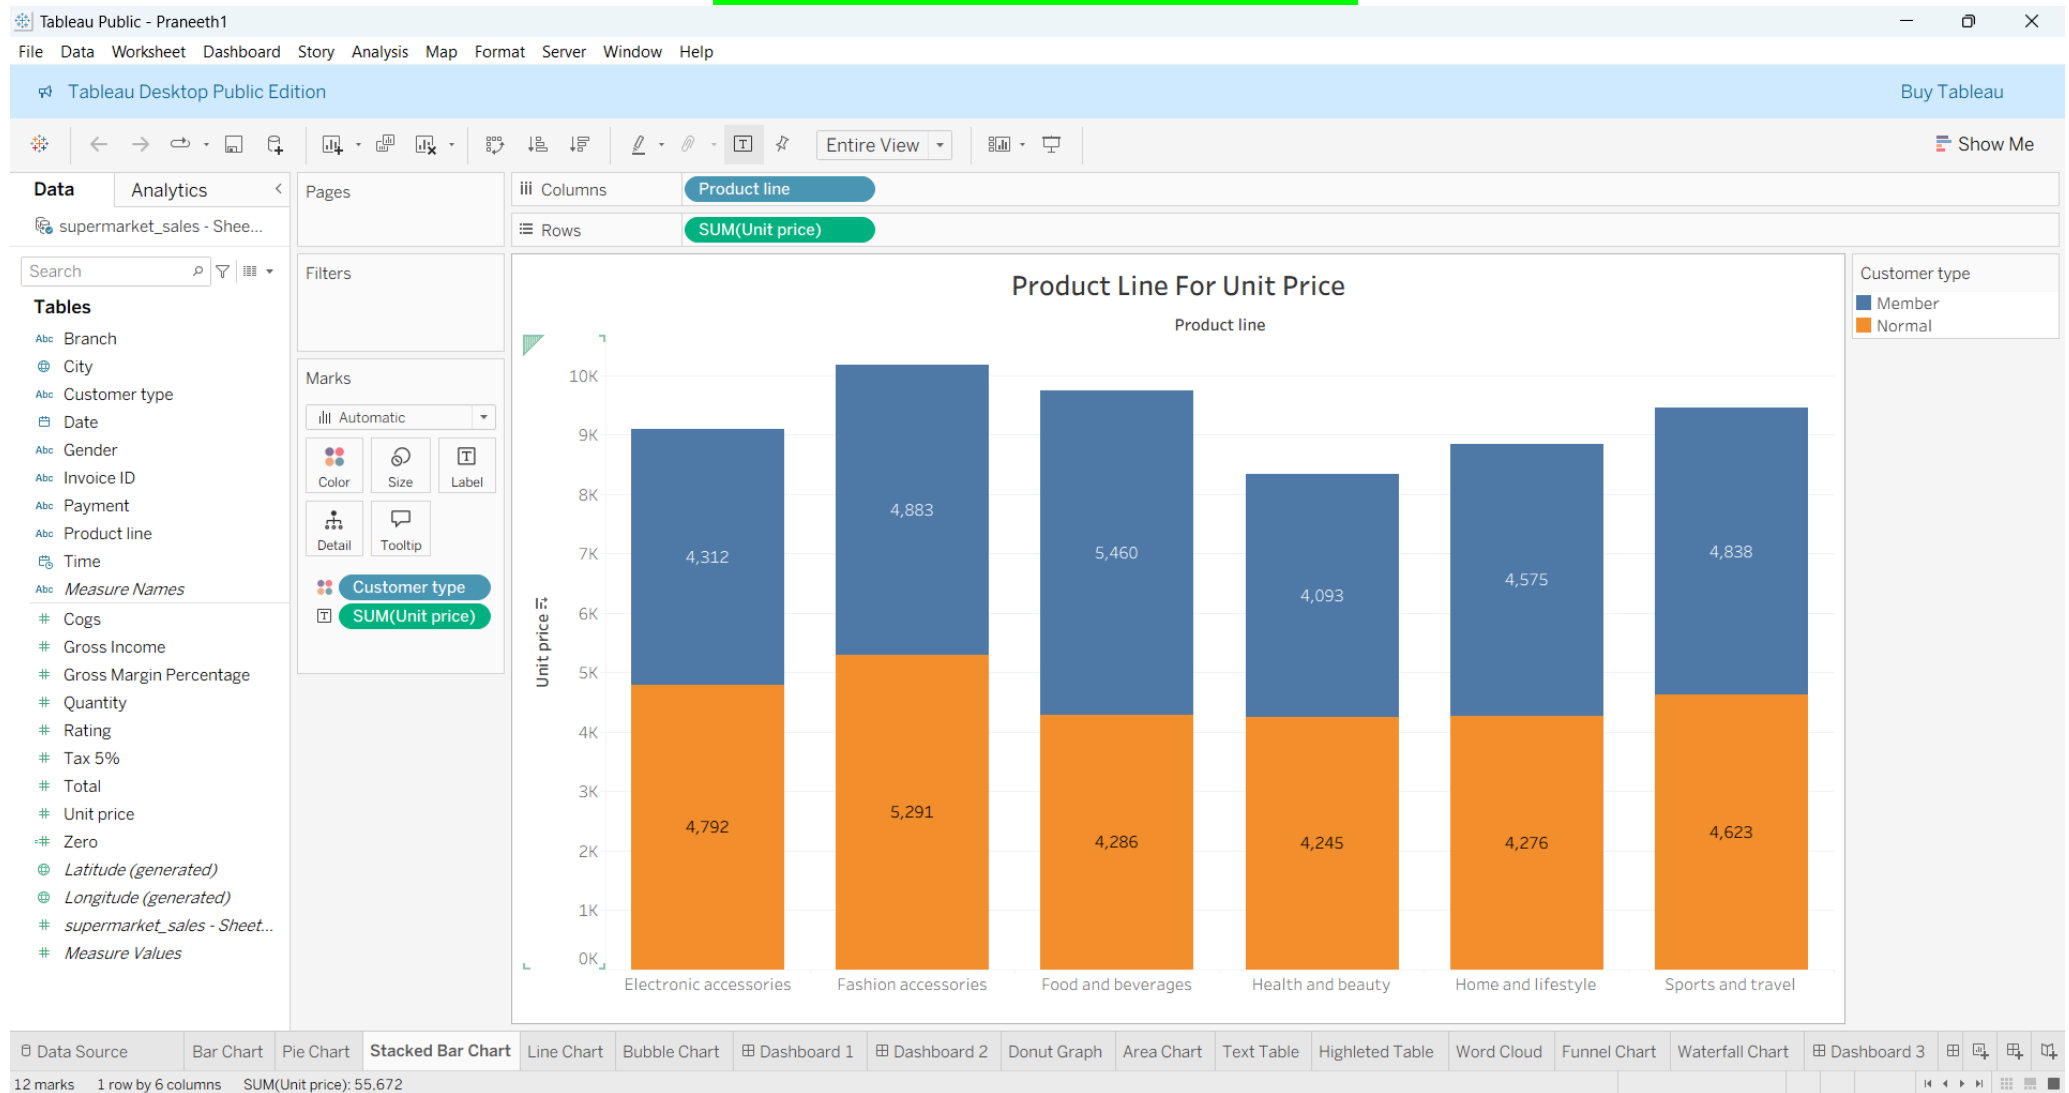 Tableau Public - Praneeth1
File Data Worksheet Dashboard Story Analysis Map Format Server Window Help
Tableau Desktop Public Edition
Buy Tableau
Entire View
Show Me
Data
Analytics
supermarket_sales - Shee...
Search
Tables
Abc Branch
City
Abc Customer type
Date
Abc Gender
Abc Invoice ID
Abc Payment
Abc Product line
Time
Abc Measure Names
# Cogs
# Gross Income
# Gross Margin Percentage
# Quantity
# Rating
# Tax 5%
# Total
# Unit price
=# Zero
Latitude (generated)
Longitude (generated)
# supermarket_sales - Sheet...
# Measure Values
Pages
Filters
Marks
Automatic
Color Size Label
Detail Tooltip
Customer type
SUM(Unit price)
Columns
Product line
Rows
SUM(Unit price)
Product Line For Unit Price
Product line
Unit price
10K
9K
8K
7K
6K
5K
4K
3K
2K
1K
0K
4,312
4,883
5,460
4,093
4,575
4,838
4,792
5,291
4,286
4,245
4,276
4,623
Electronic accessories
Fashion accessories
Food and beverages
Health and beauty
Home and lifestyle
Sports and travel
Customer type
Member
Normal
Data Source Bar Chart Pie Chart Stacked Bar Chart Line Chart Bubble Chart Dashboard 1 Dashboard 2 Donut Graph Area Chart Text Table Highleted Table Word Cloud Funnel Chart Waterfall Chart Dashboard 3
12 marks 1 row by 6 columns SUM(Unit price): 55,672